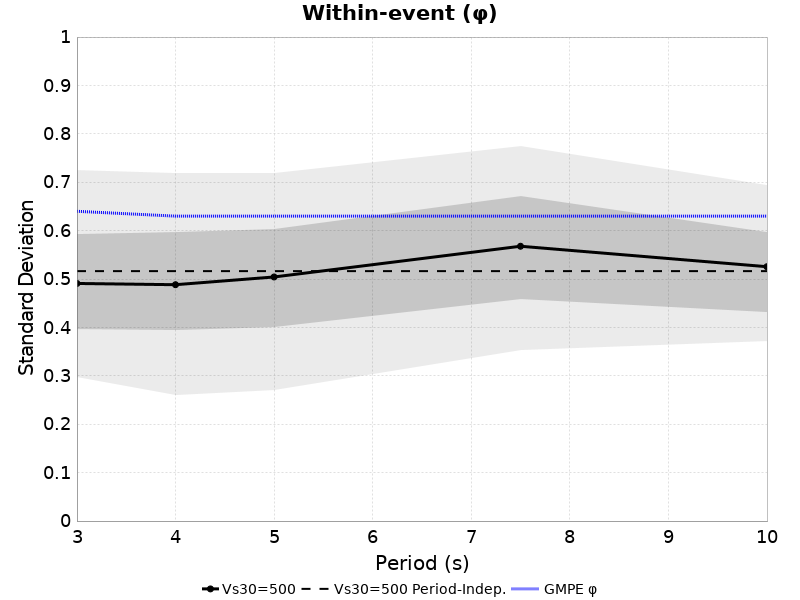 Within-event (φ)
1
0.9
0.8
0.7
0.6
0.5
0.4
0.3
0.2
0.1
0
Standard Deviation
3 4 5 6 7 8 9 10
Period (s)
Vs30=500 Vs30=500 Period-Indep. GMPE φ